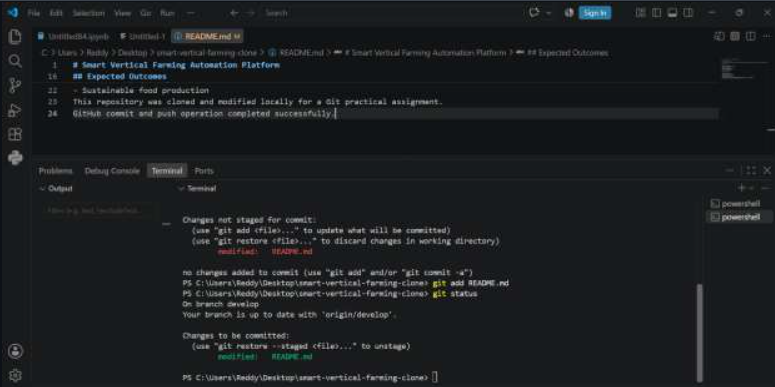 File Edit Selection View Go Run ... Search Sign In
Untitled84.ipynb Untitled-1 README.md M
C: > Users > Reddy > Desktop > smart-vertical-farming-clone > README.md > # Smart Vertical Farming Automation Platform > ## Expected Outcomes
1 # Smart Vertical Farming Automation Platform
16 ## Expected Outcomes
22 - Sustainable food production
23 This repository was cloned and modified locally for a Git practical assignment.
24 GitHub commit and push operation completed successfully.
Problems Debug Console Terminal Ports
Output Terminal
powershell
powershell
Changes not staged for commit:
(use "git add <file>..." to update what will be committed)
(use "git restore <file>..." to discard changes in working directory)
modified: README.md
no changes added to commit (use "git add" and/or "git commit -a")
PS C:\Users\Reddy\Desktop\smart-vertical-farming-clone> git add README.md
PS C:\Users\Reddy\Desktop\smart-vertical-farming-clone> git status
On branch develop
Your branch is up to date with 'origin/develop'.
Changes to be committed:
(use "git restore --staged <file>..." to unstage)
modified: README.md
PS C:\Users\Reddy\Desktop\smart-vertical-farming-clone>